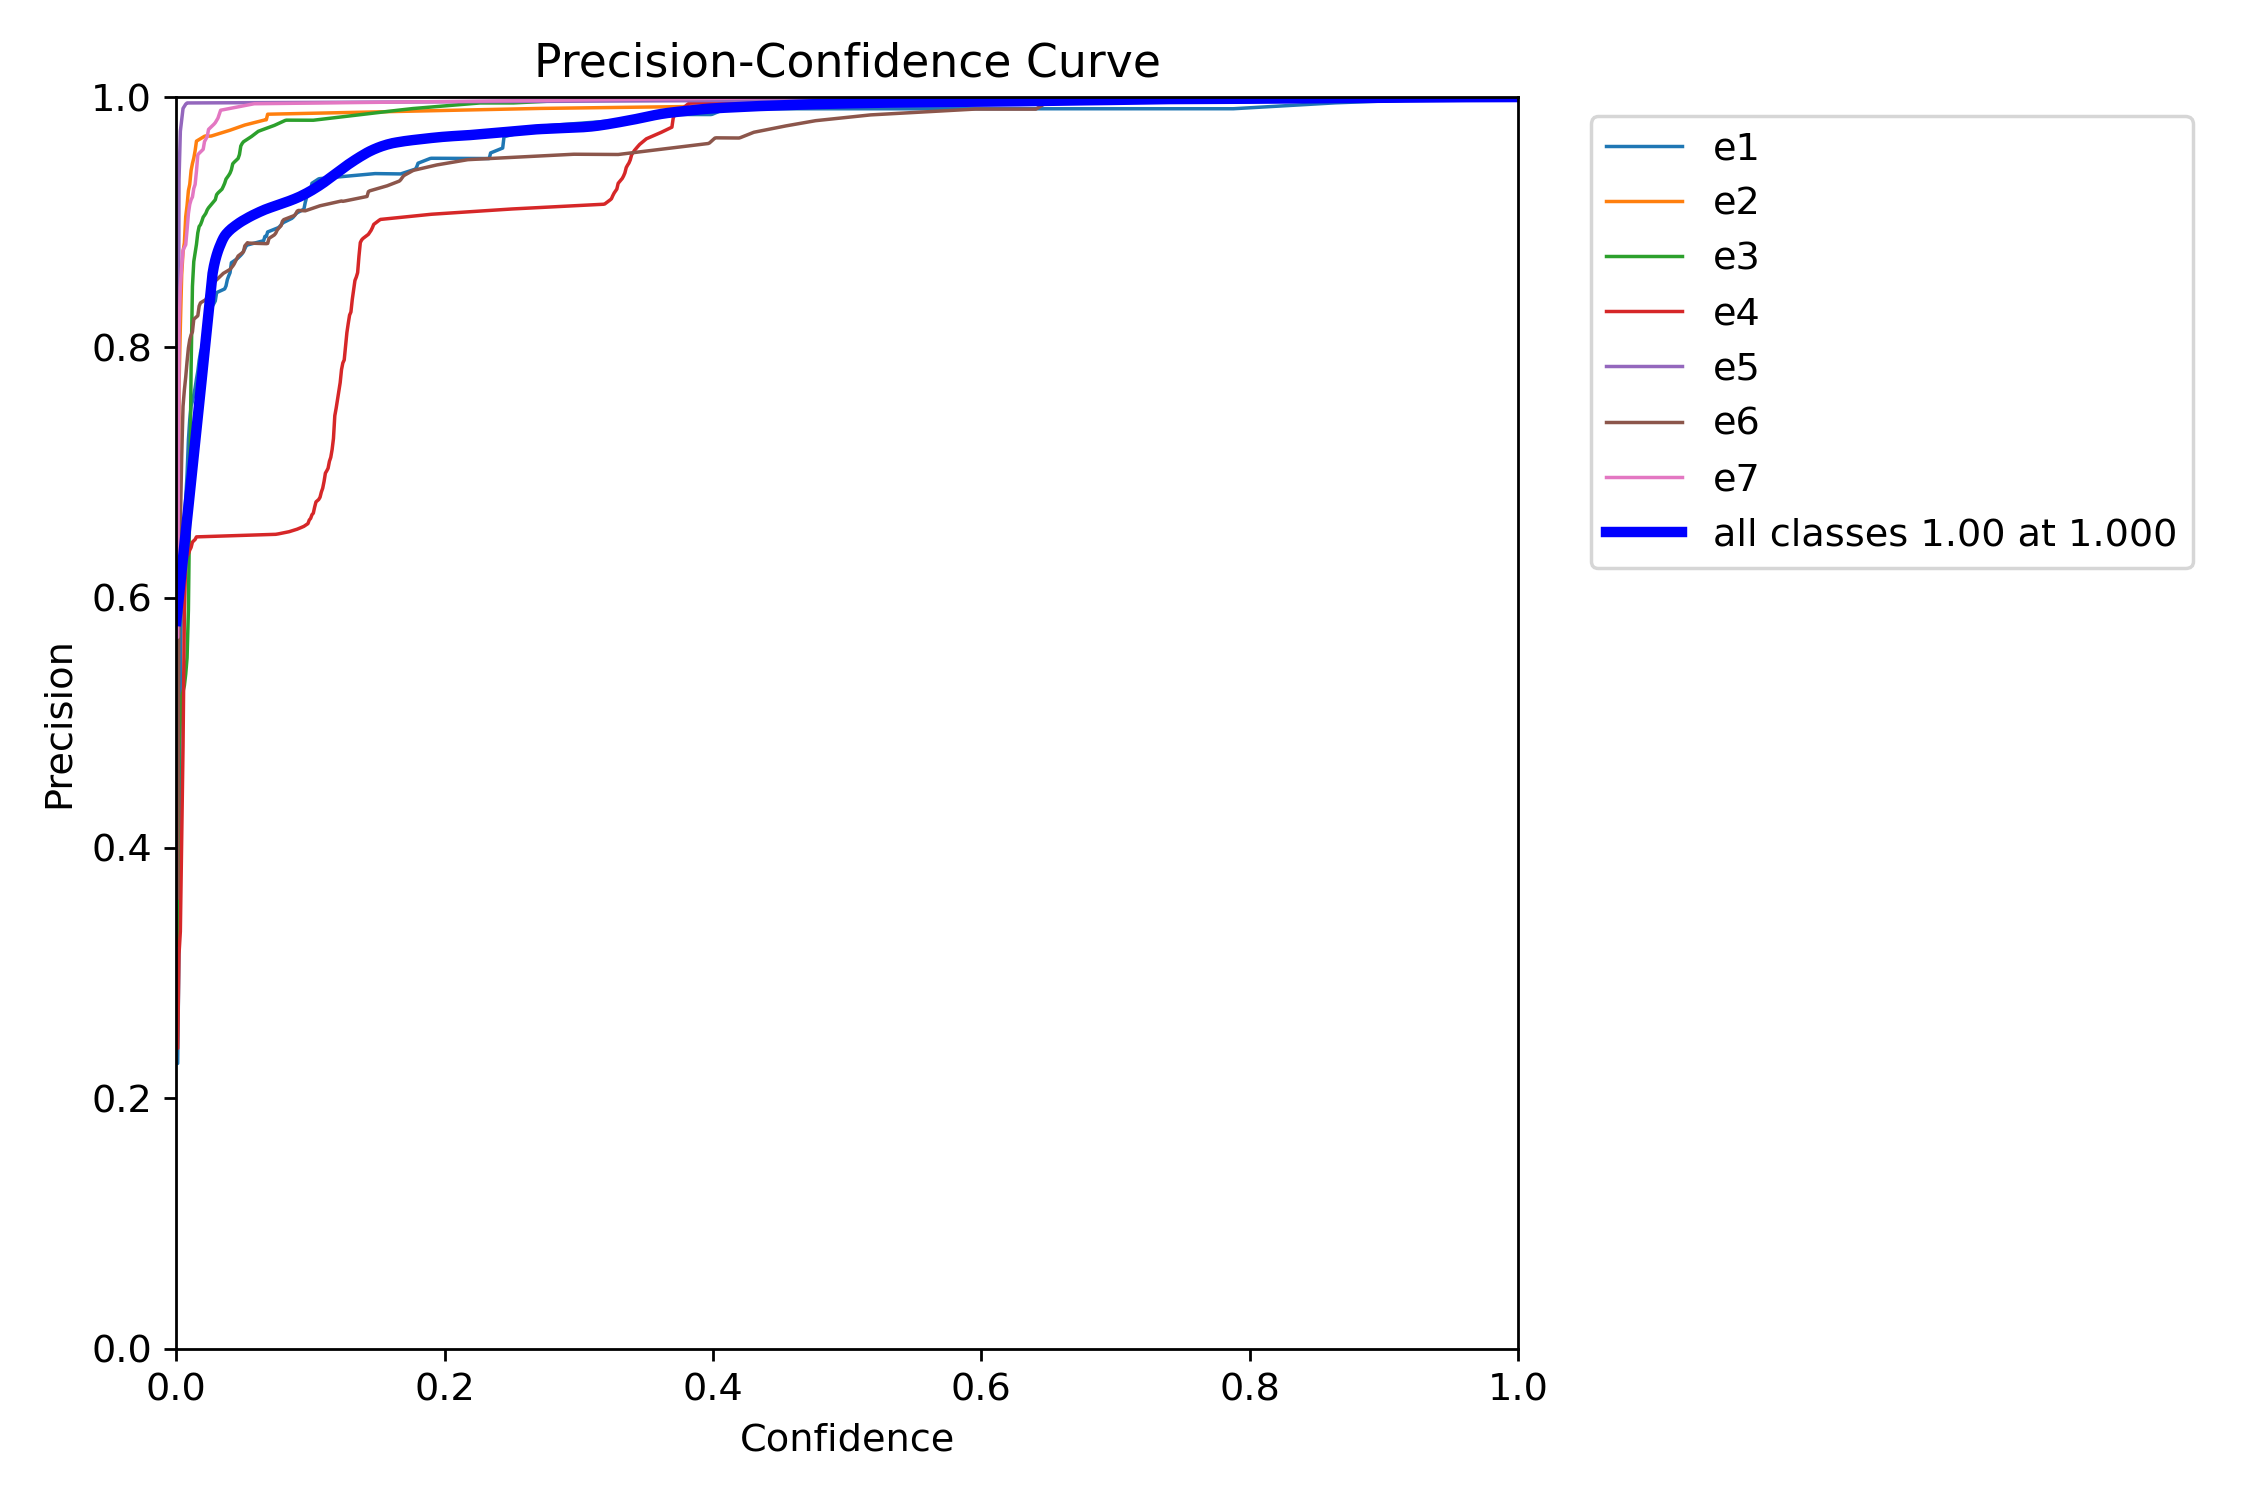 Precision-Confidence Curve
1.0
0.8
0.6
0.4
0.2
0.0
Precision
0.0 0.2 0.4 0.6 0.8 1.0
Confidence
e1
e2
e3
e4
e5
e6
e7
all classes 1.00 at 1.000